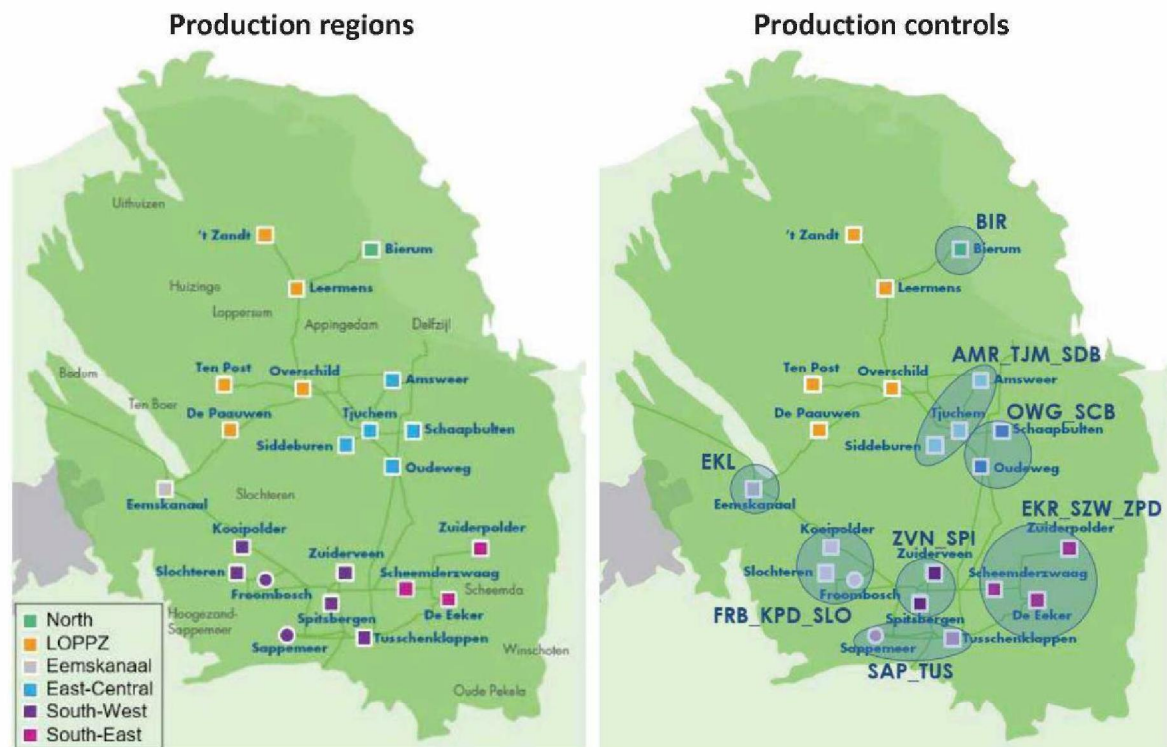 Production regions
Uithuizen
't Zandt
Bierum
Huizinge
Leermens
Loppersum
Appingedam
Delfzijl
Bedum
Ten Post
Overschild
Amsweer
Ten Boer
De Paauwen
Tjuchem
Schaapbulten
Siddeburen
Oudeweg
Eemskanaal
Slochteren
Kooipolder
Zuiderpolder
Zuiderveen
Slochteren
Scheemderzwaag
Froombosch
Scheemda
Hoogezand-
Sappemeer
Spitsbergen
De Eeker
Sappemeer
Tusschenklappen
Winschoten
Oude Pekela
North
LOPPZ
Eemskanaal
East-Central
South-West
South-East
Production controls
BIR
't Zandt
Bierum
Leermens
AMR_TJM_SDB
Ten Post
Overschild
Amsweer
OWG_SCB
De Paauwen
Tjuchem
Schaapbulten
Siddeburen
EKL
Oudeweg
Eemskanaal
EKR_SZW_ZPD
Kooipolder
ZVN_SPI
Zuiderpolder
Zuiderveen
Slochteren
Scheemderzwaag
Froombosch
De Eeker
FRB_KPD_SLO
Spitsbergen
Sappemeer
Tusschenklappen
SAP_TUS